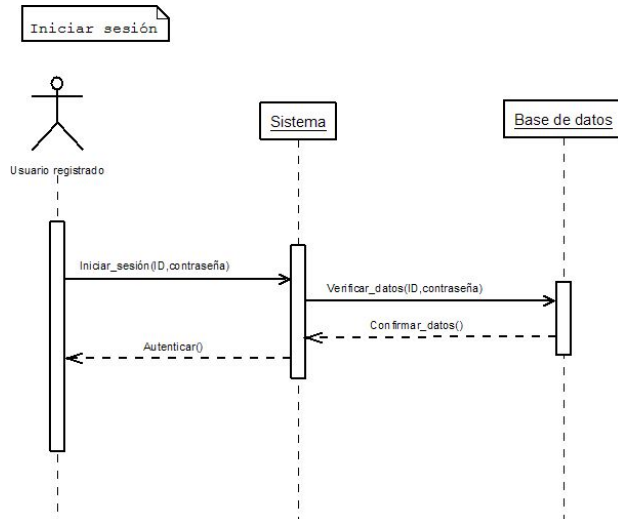 Iniciar sesión
Sistema
Base de datos
Usuario registrado
Iniciar_sesión(ID,contraseña)
Verificar_datos(ID,contraseña)
Confirmar_datos()
Autenticar()